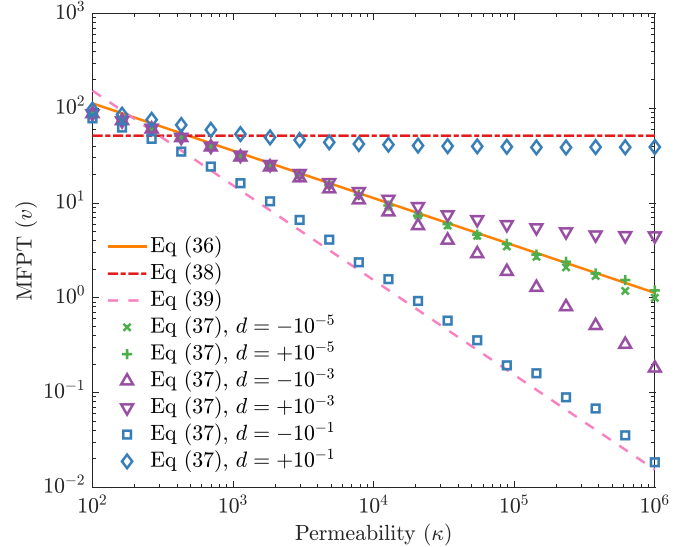 10^3
10^2
10^1
10^0
10^{-1}
10^{-2}
MFPT (v)
Eq (36)
Eq (38)
Eq (39)
Eq (37), d = −10^{-5}
Eq (37), d = +10^{-5}
Eq (37), d = −10^{-3}
Eq (37), d = +10^{-3}
Eq (37), d = −10^{-1}
Eq (37), d = +10^{-1}
10^2 10^3 10^4 10^5 10^6
Permeability (κ)